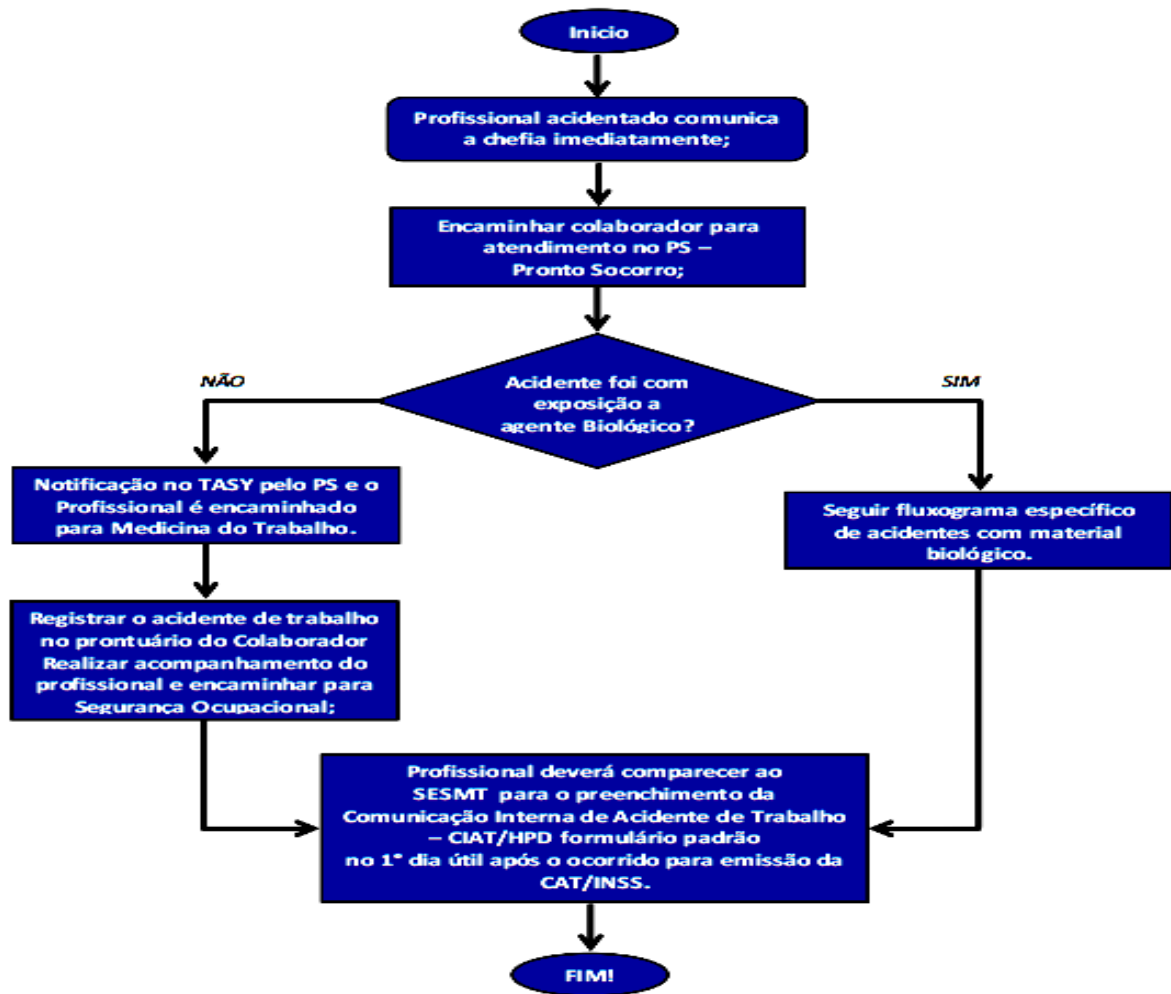 Inicio
Profissional acidentado comunica
a chefia imediatamente;
Encaminhar colaborador para
atendimento no PS –
Pronto Socorro;
NÃO
SIM
Acidente foi com
exposição a
agente Biológico?
Notificação no TASY pelo PS e o
Profissional é encaminhado
para Medicina do Trabalho.
Seguir fluxograma específico
de acidentes com material
biológico.
Registrar o acidente de trabalho
no prontuário do Colaborador
Realizar acompanhamento do
profissional e encaminhar para
Segurança Ocupacional;
Profissional deverá comparecer ao
SESMT para o preenchimento da
Comunicação Interna de Acidente de Trabalho
– CIAT/HPD formulário padrão
no 1° dia útil após o ocorrido para emissão da
CAT/INSS.
FIM!